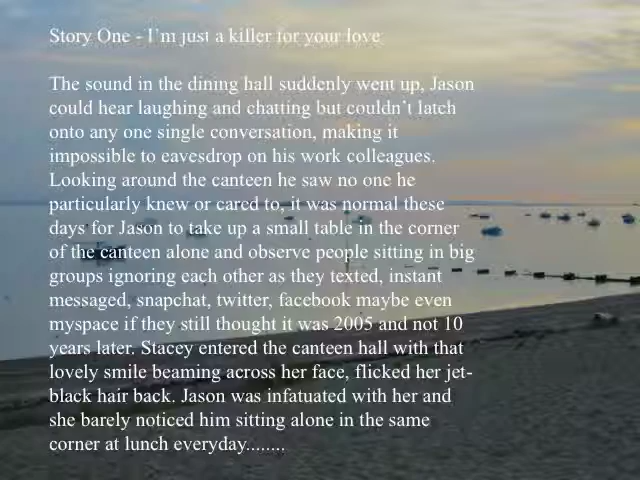 Story One - I'm just a killer for your love
The sound in the dining hall suddenly went up, Jason
could hear laughing and chatting but couldn't latch
onto any one single conversation, making it
impossible to eavesdrop on his work colleagues.
Looking around the canteen he saw no one he
particularly knew or cared to, it was normal these
days for Jason to take up a small table in the corner
of the canteen alone and observe people sitting in big
groups ignoring each other as they texted, instant
messaged, snapchat, twitter, facebook maybe even
myspace if they still thought it was 2005 and not 10
years later. Stacey entered the canteen hall with that
lovely smile beaming across her face, flicked her jet-
black hair back. Jason was infatuated with her and
she barely noticed him sitting alone in the same
corner at lunch everyday........